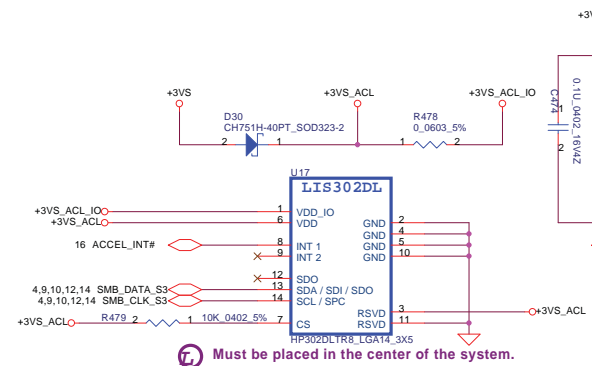 +3V
+3VS
+3VS_ACL
+3VS_ACL_IO
D30
CH751H-40PT_SOD323-2
2
1
R478
0_0603_5%
1
2
C474
0.1U_0402_16V4Z
1
2
U17
LIS302DL
+3VS_ACL_IO
1
VDD_IO
+3VS_ACL
6
VDD
16 ACCEL_INT#
8
INT 1
9
INT 2
12
SDO
4,9,10,12,14 SMB_DATA_S3
13
SDA / SDI / SDO
4,9,10,12,14 SMB_CLK_S3
14
SCL / SPC
+3VS_ACL
R479
2
1
10K_0402_5%
7
CS
GND
2
GND
4
GND
5
GND
10
RSVD
3
+3VS_ACL
RSVD
11
HP302DLTR8_LGA14_3X5
Must be placed in the center of the system.